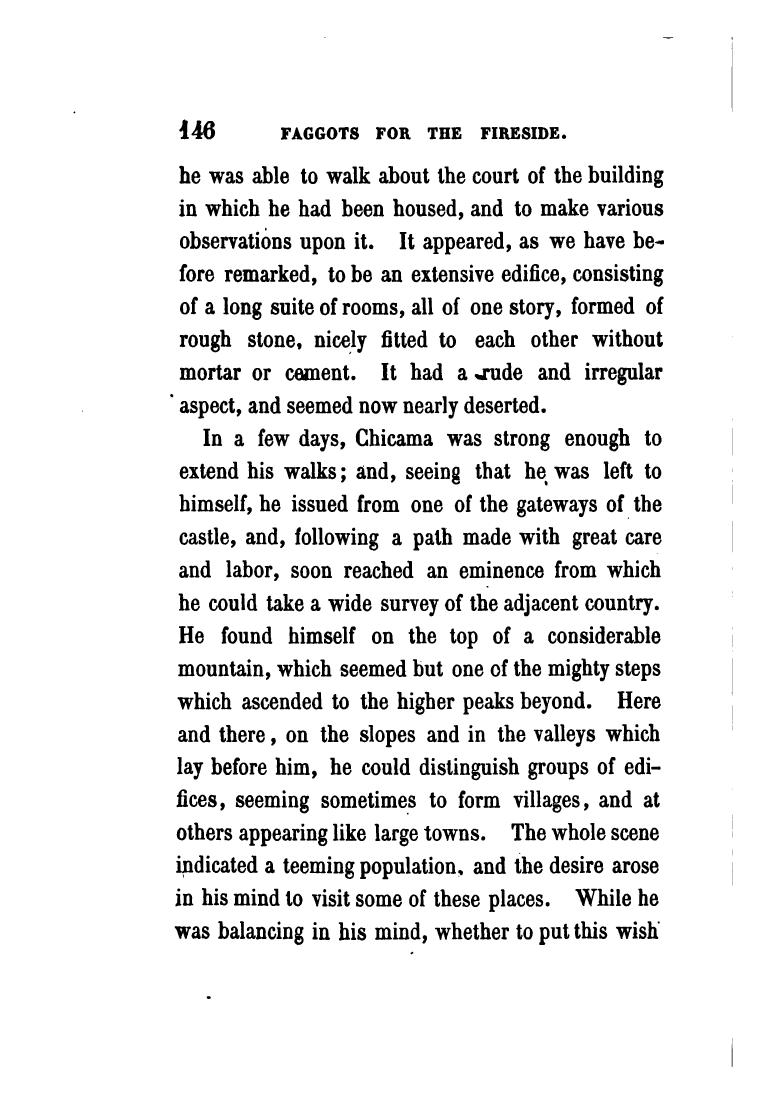 146 FAGGOTS FOR THE FIRESIDE.
he was able to walk about the court of the building
in which he had been housed, and to make various
observations upon it. It appeared, as we have be-
fore remarked, to be an extensive edifice, consisting
of a long suite of rooms, all of one story, formed of
rough stone, nicely fitted to each other without
mortar or cement. It had a rude and irregular
aspect, and seemed now nearly deserted.
In a few days, Chicama was strong enough to
extend his walks; and, seeing that he was left to
himself, he issued from one of the gateways of the
castle, and, following a path made with great care
and labor, soon reached an eminence from which
he could take a wide survey of the adjacent country.
He found himself on the top of a considerable
mountain, which seemed but one of the mighty steps
which ascended to the higher peaks beyond. Here
and there, on the slopes and in the valleys which
lay before him, he could distinguish groups of edi-
fices, seeming sometimes to form villages, and at
others appearing like large towns. The whole scene
indicated a teeming population, and the desire arose
in his mind to visit some of these places. While he
was balancing in his mind, whether to put this wish